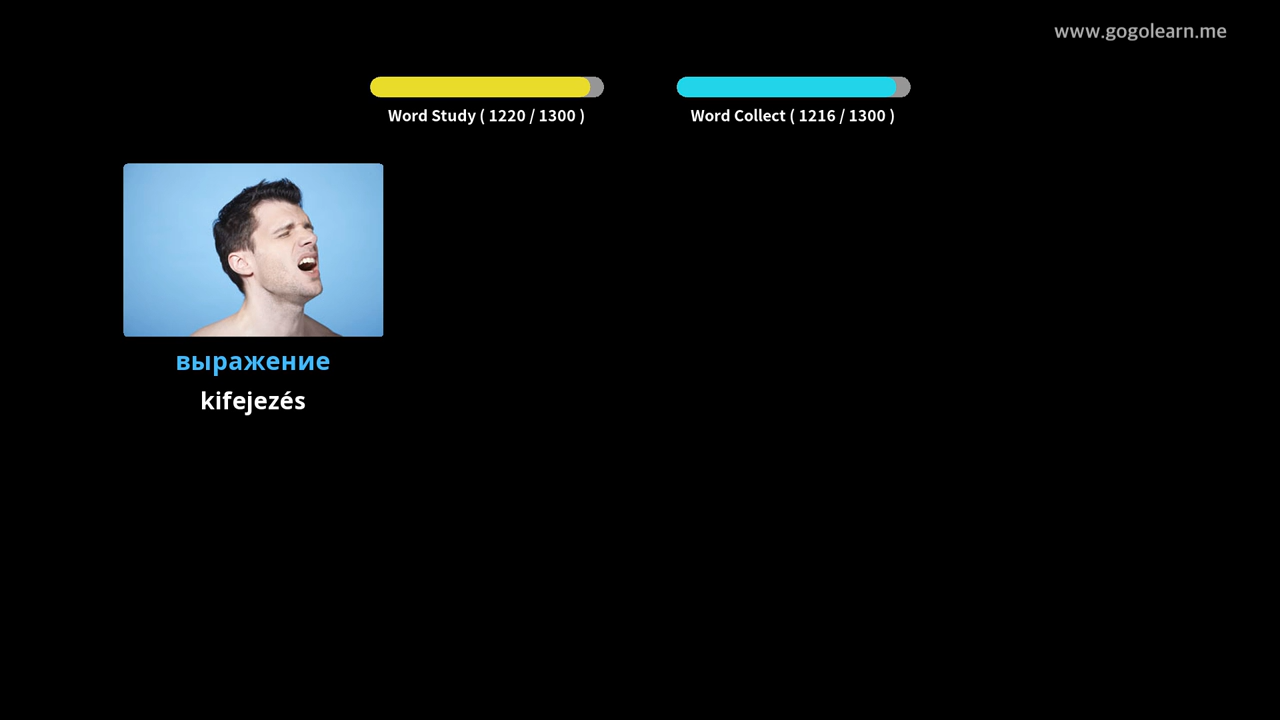 www.gogolearn.me
Word Study ( 1220 / 1300 )
Word Collect ( 1216 / 1300 )
выражение
kifejezés